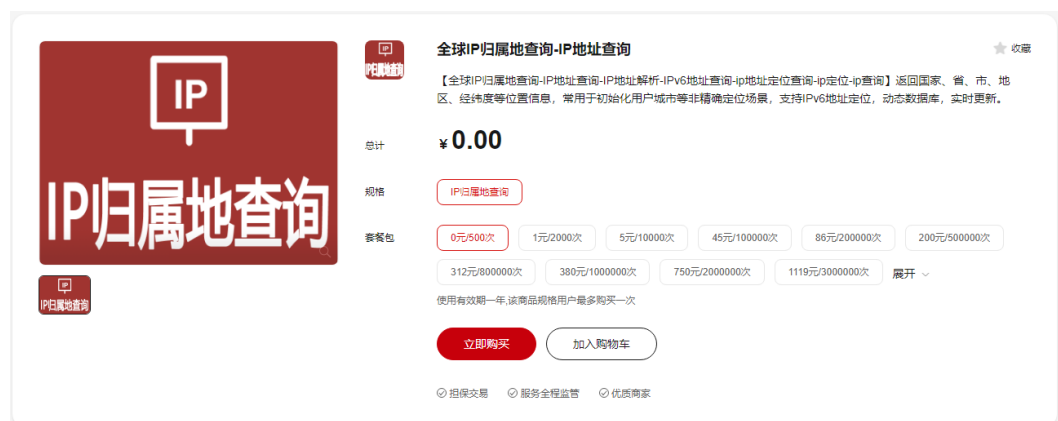 IP
IP归属地查询
IP
IP归属地查询
IP
IP归属地查询
全球IP归属地查询-IP地址查询
收藏
【全球IP归属地查询-IP地址查询-IP地址解析-IPv6地址查询-ip地址定位查询-ip定位-ip查询】返回国家、省、市、地
区、经纬度等位置信息，常用于初始化用户城市等非精确定位场景，支持IPv6地址定位，动态数据库，实时更新。
总计
¥0.00
规格
IP归属地查询
套餐包
0元/500次 1元/2000次 5元/10000次 45元/100000次 86元/200000次 200元/500000次
312元/800000次 380元/1000000次 750元/2000000次 1119元/3000000次 展开
使用有效期一年,该商品规格用户最多购买一次
立即购买 加入购物车
担保交易 服务全程监管 优质商家